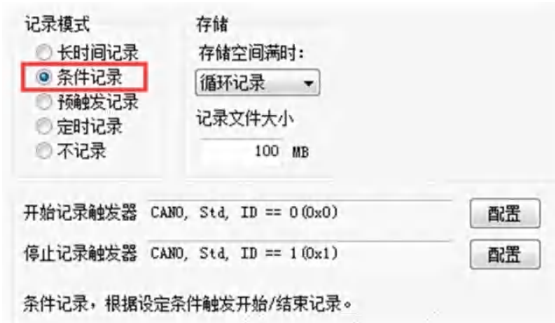 记录模式
长时间记录
条件记录
预触发记录
定时记录
不记录
存储
存储空间满时：
循环记录
记录文件大小
100 MB
开始记录触发器 CAN0, Std, ID == 0(0x0) 配置
停止记录触发器 CAN0, Std, ID == 1(0x1) 配置
条件记录，根据设定条件触发开始/结束记录。